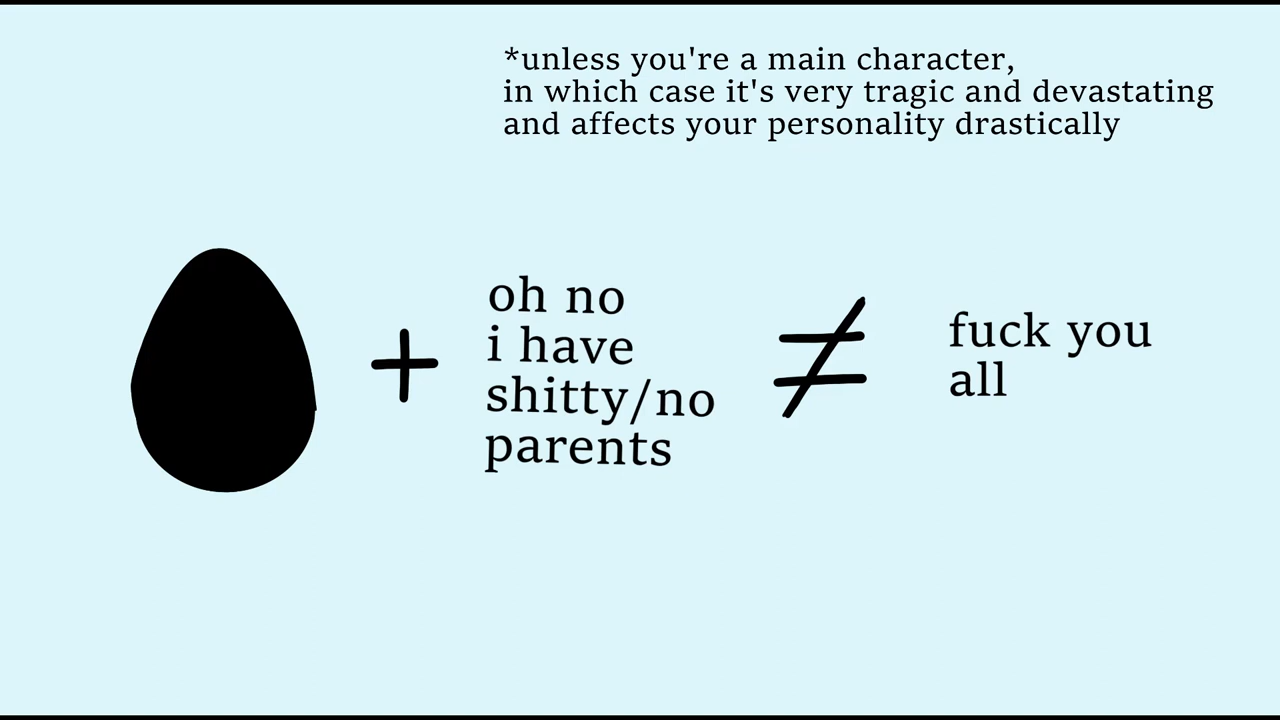 *unless you're a main character,
in which case it's very tragic and devastating
and affects your personality drastically
+
oh no
i have
shitty/no
parents
≠
fuck you
all